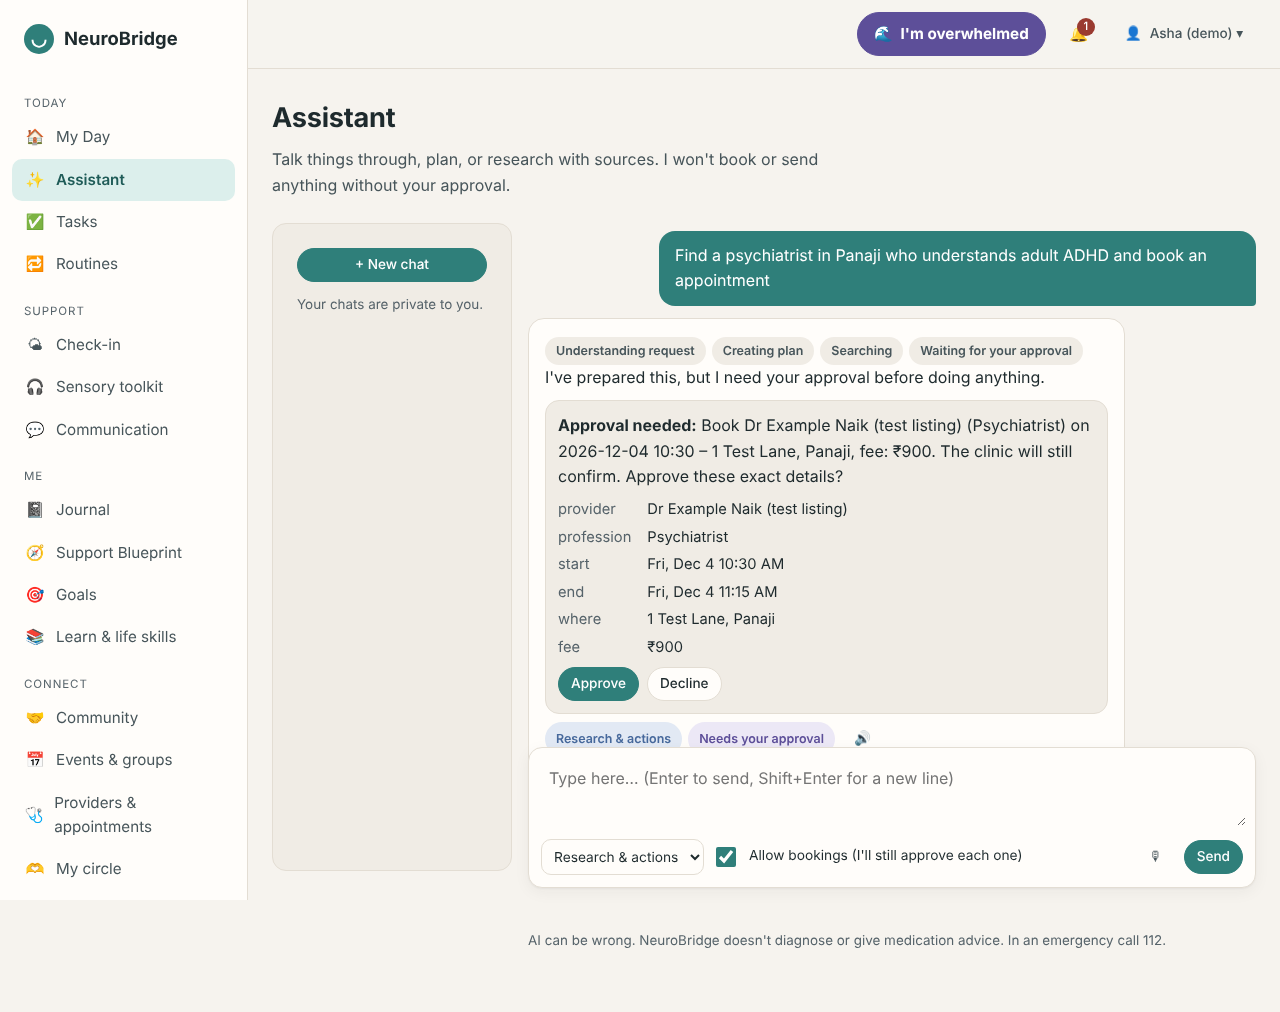 NeuroBridge
TODAY
My Day
Assistant
Tasks
Routines
SUPPORT
Check-in
Sensory toolkit
Communication
ME
Journal
Support Blueprint
Goals
Learn & life skills
CONNECT
Community
Events & groups
Providers &
appointments
My circle
I'm overwhelmed
1
Asha (demo) ▾
Assistant
Talk things through, plan, or research with sources. I won't book or send
anything without your approval.
+ New chat
Your chats are private to you.
Find a psychiatrist in Panaji who understands adult ADHD and book an
appointment
Understanding request Creating plan Searching Waiting for your approval
I've prepared this, but I need your approval before doing anything.
Approval needed: Book Dr Example Naik (test listing) (Psychiatrist) on
2026-12-04 10:30 – 1 Test Lane, Panaji, fee: ₹900. The clinic will still
confirm. Approve these exact details?
provider Dr Example Naik (test listing)
profession Psychiatrist
start Fri, Dec 4 10:30 AM
end Fri, Dec 4 11:15 AM
where 1 Test Lane, Panaji
fee ₹900
Approve Decline
Research & actions Needs your approval
Type here... (Enter to send, Shift+Enter for a new line)
Research & actions Allow bookings (I'll still approve each one) Send
AI can be wrong. NeuroBridge doesn't diagnose or give medication advice. In an emergency call 112.